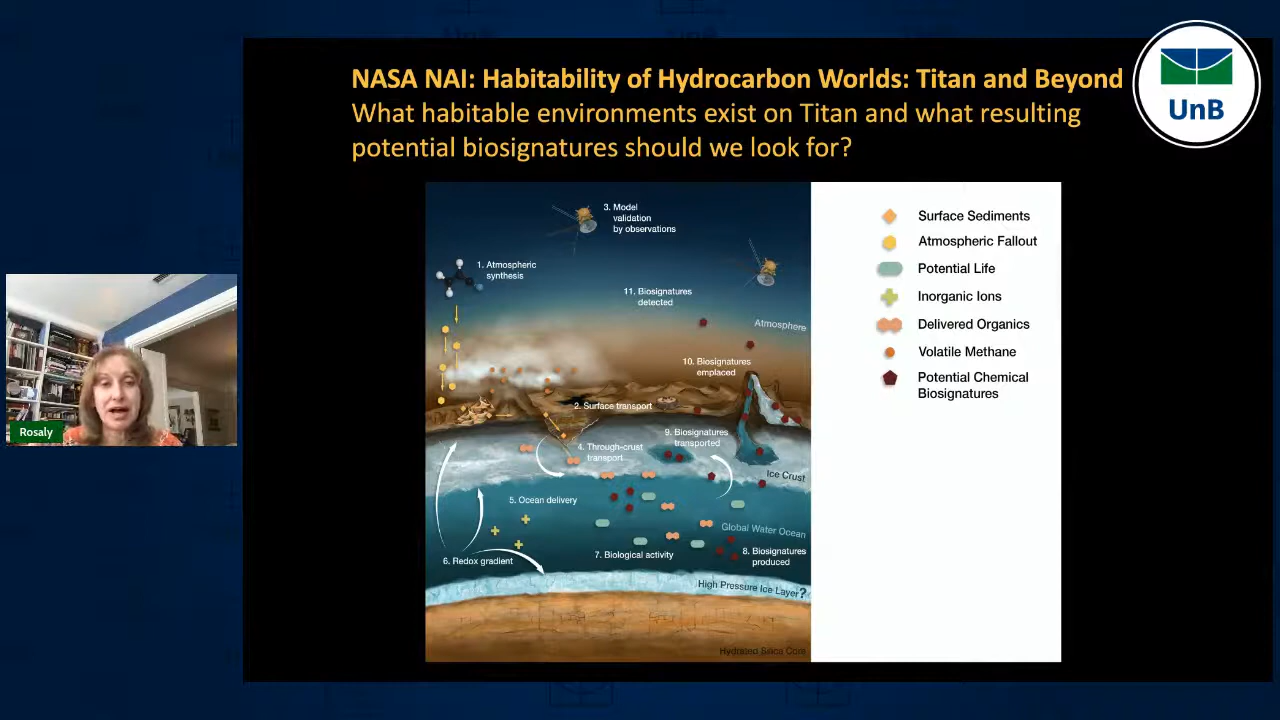 NASA NAI: Habitability of Hydrocarbon Worlds: Titan and Beyond
What habitable environments exist on Titan and what resulting
potential biosignatures should we look for?
UnB
3. Model
validation
by observations
1. Atmospheric
synthesis
11. Biosignatures
detected
Atmosphere
10. Biosignatures
emplaced
2. Surface transport
9. Biosignatures
transported
4. Through-crust
transport
Ice Crust
5. Ocean delivery
Global Water Ocean
6. Redox gradient
7. Biological activity
8. Biosignatures
produced
High Pressure Ice Layer?
Hydrated Silica Core
Surface Sediments
Atmospheric Fallout
Potential Life
Inorganic Ions
Delivered Organics
Volatile Methane
Potential Chemical
Biosignatures
Rosaly